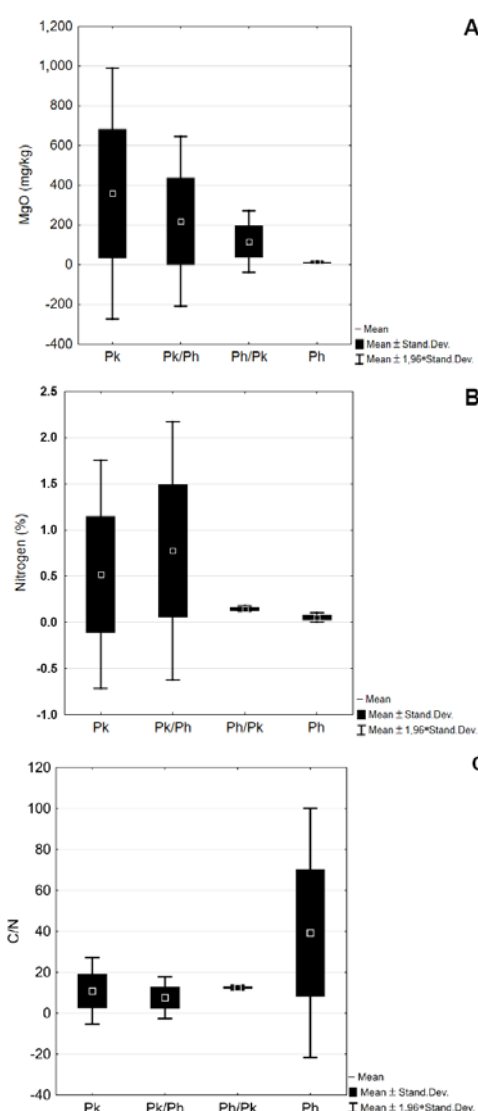 A
1,200
1,000
800
600
400
200
0
-200
-400
MgO (mg/kg)
Pk Pk/Ph Ph/Pk Ph
Mean
Mean ± Stand.Dev.
Mean ± 1,96*Stand.Dev.
B
2.5
2.0
1.5
1.0
0.5
0.0
-0.5
-1.0
Nitrogen (%)
Pk Pk/Ph Ph/Pk Ph
Mean
Mean ± Stand.Dev.
Mean ± 1,96*Stand.Dev.
120
100
80
60
40
20
0
-20
-40
C/N
Pk Pk/Ph Ph/Pk Ph
Mean
Mean ± Stand.Dev.
Mean ± 1,96*Stand.Dev.